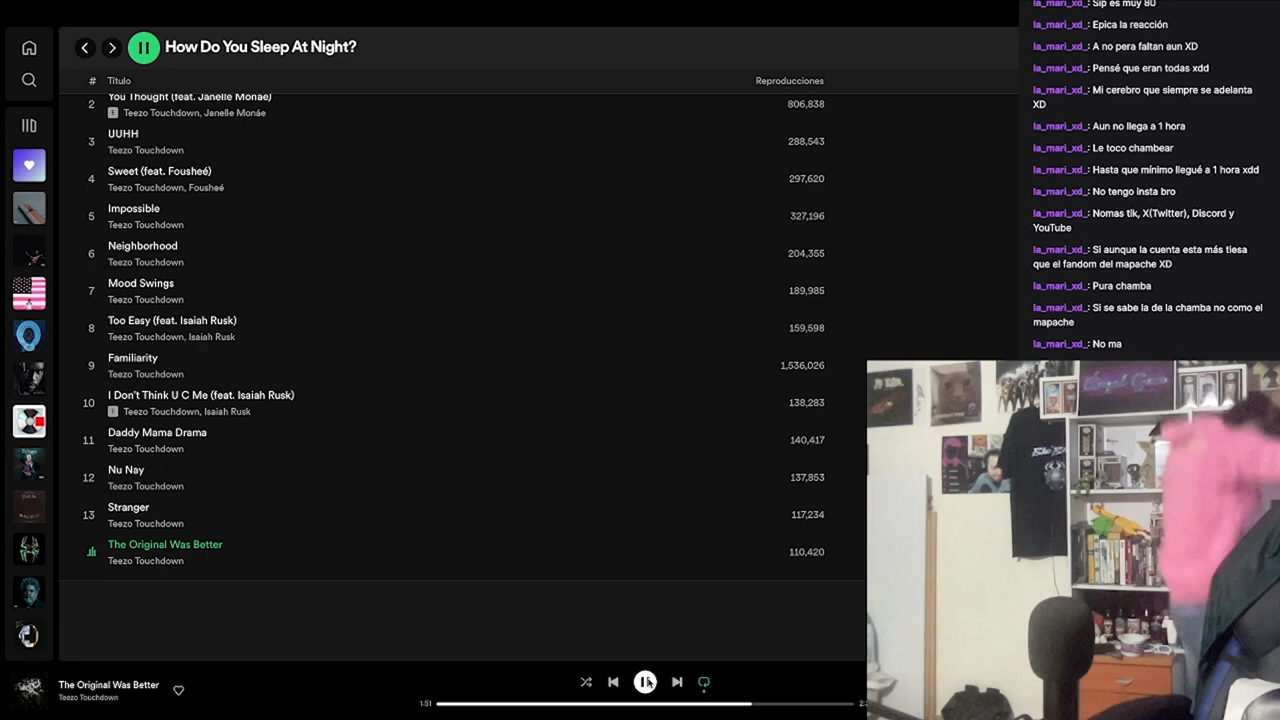 How Do You Sleep At Night?
# Título Reproducciones
2 You Thought (feat. Janelle Monáe) 806,838
E Teezo Touchdown, Janelle Monáe
3 UUHH 288,543
Teezo Touchdown
4 Sweet (feat. Fousheé) 297,620
Teezo Touchdown, Fousheé
5 Impossible 327,196
Teezo Touchdown
6 Neighborhood 204,355
Teezo Touchdown
7 Mood Swings 189,985
Teezo Touchdown
8 Too Easy (feat. Isaiah Rusk) 159,598
Teezo Touchdown, Isaiah Rusk
9 Familiarity 1,536,026
Teezo Touchdown
10 I Don't Think U C Me (feat. Isaiah Rusk) 138,283
E Teezo Touchdown, Isaiah Rusk
11 Daddy Mama Drama 140,417
Teezo Touchdown
12 Nu Nay 137,853
Teezo Touchdown
13 Stranger 117,234
Teezo Touchdown
The Original Was Better 110,420
Teezo Touchdown
The Original Was Better
Teezo Touchdown
1:51
la_mari_xd_: Sip es muy 80
la_mari_xd_: Epica la reacción
la_mari_xd_: A no pera faltan aun XD
la_mari_xd_: Pensé que eran todas xdd
la_mari_xd_: Mi cerebro que siempre se adelanta
XD
la_mari_xd_: Aun no llega a 1 hora
la_mari_xd_: Le toco chambear
la_mari_xd_: Hasta que mínimo llegué a 1 hora xdd
la_mari_xd_: No tengo insta bro
la_mari_xd_: Nomas tik, X(Twitter), Discord y
YouTube
la_mari_xd_: Si aunque la cuenta esta más tiesa
que el fandom del mapache XD
la_mari_xd_: Pura chamba
la_mari_xd_: Si se sabe la de la chamba no como el
mapache
la_mari_xd_: No ma